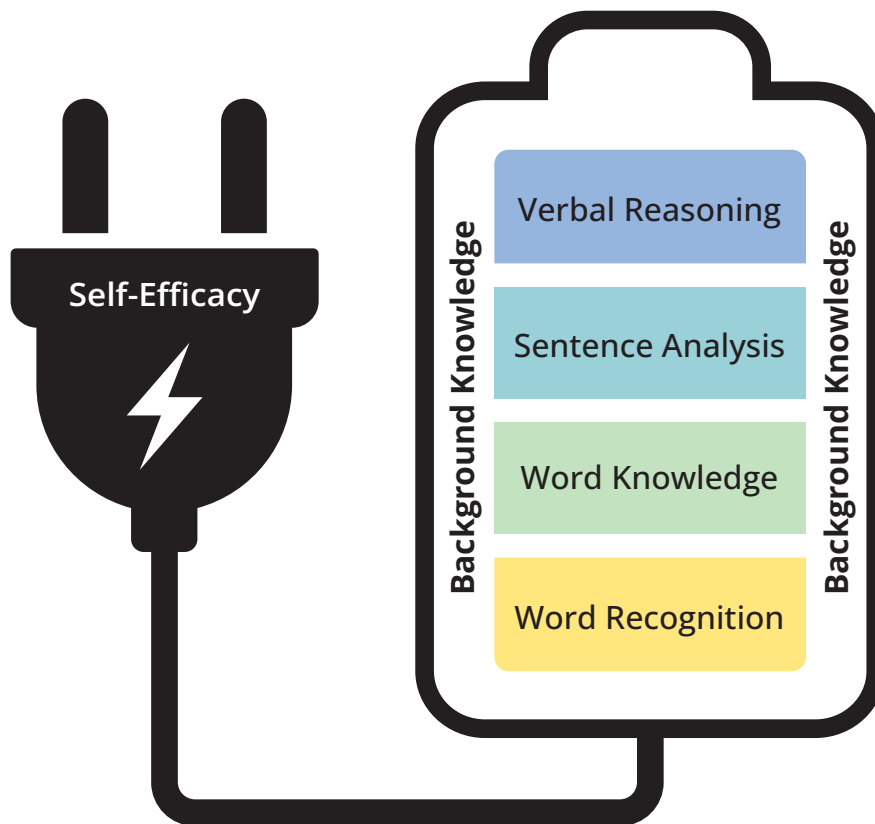 Self-Efficacy
Background Knowledge
Verbal Reasoning
Sentence Analysis
Word Knowledge
Word Recognition
Background Knowledge